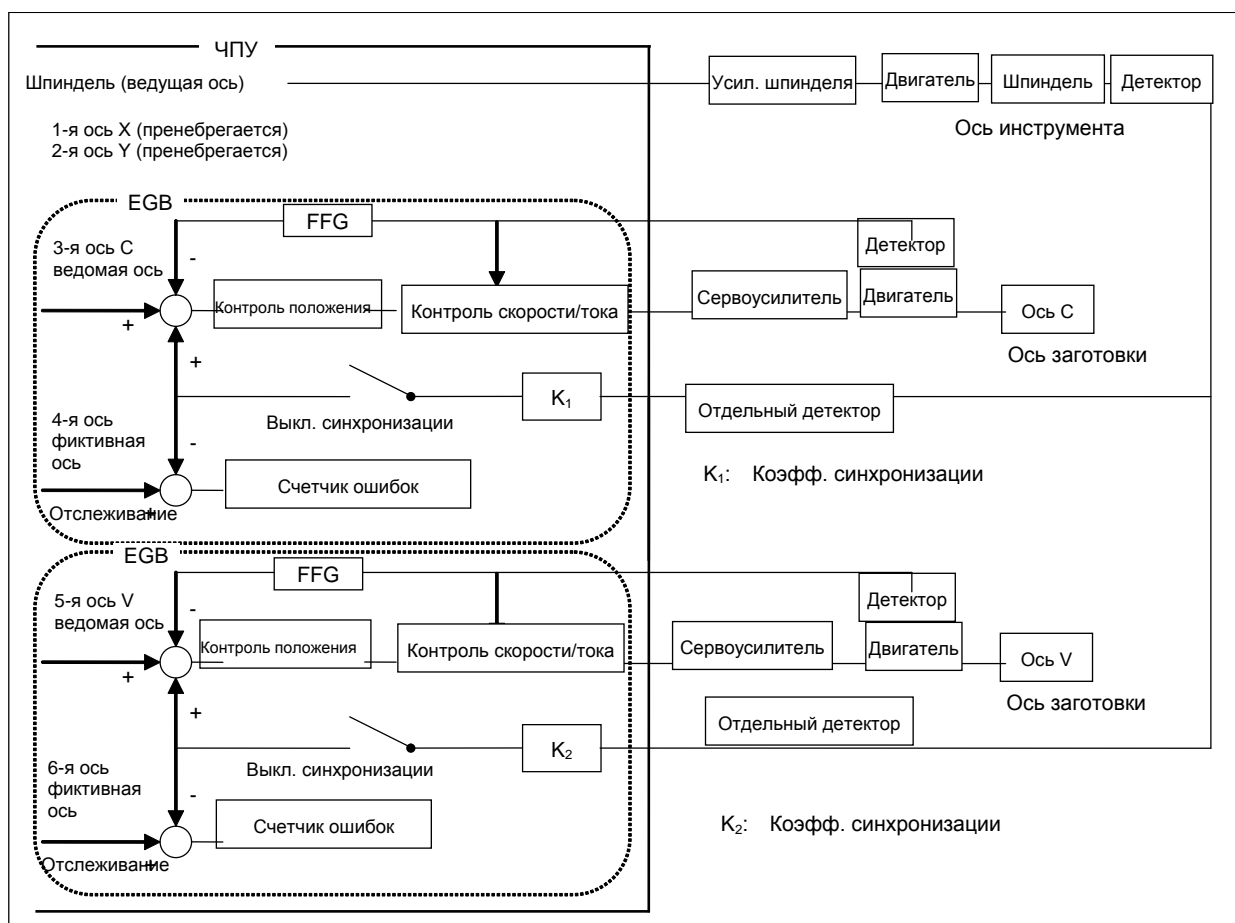 ЧПУ
Шпиндель (ведущая ось)
Усил. шпинделя
Двигатель
Шпиндель
Детектор
Ось инструмента
1-я ось X (пренебрегается)
2-я ось Y (пренебрегается)
EGB
FFG
3-я ось C
ведомая ось
-
Детектор
Контроль положения
Контроль скорости/тока
Сервоусилитель
Двигатель
Ось C
+
Ось заготовки
+
K₁
Выкл. синхронизации
Отдельный детектор
4-я ось
фиктивная
ось
-
Счетчик ошибок
K₁: Коэфф. синхронизации
Отслеживание
+
EGB
FFG
5-я ось V
ведомая ось
-
Детектор
Контроль положения
Контроль скорости/тока
Сервоусилитель
Двигатель
Ось V
+
Ось заготовки
+
Отдельный детектор
K₂
Выкл. синхронизации
6-я ось
фиктивная
ось
-
Счетчик ошибок
K₂: Коэфф. синхронизации
Отслеживание
+